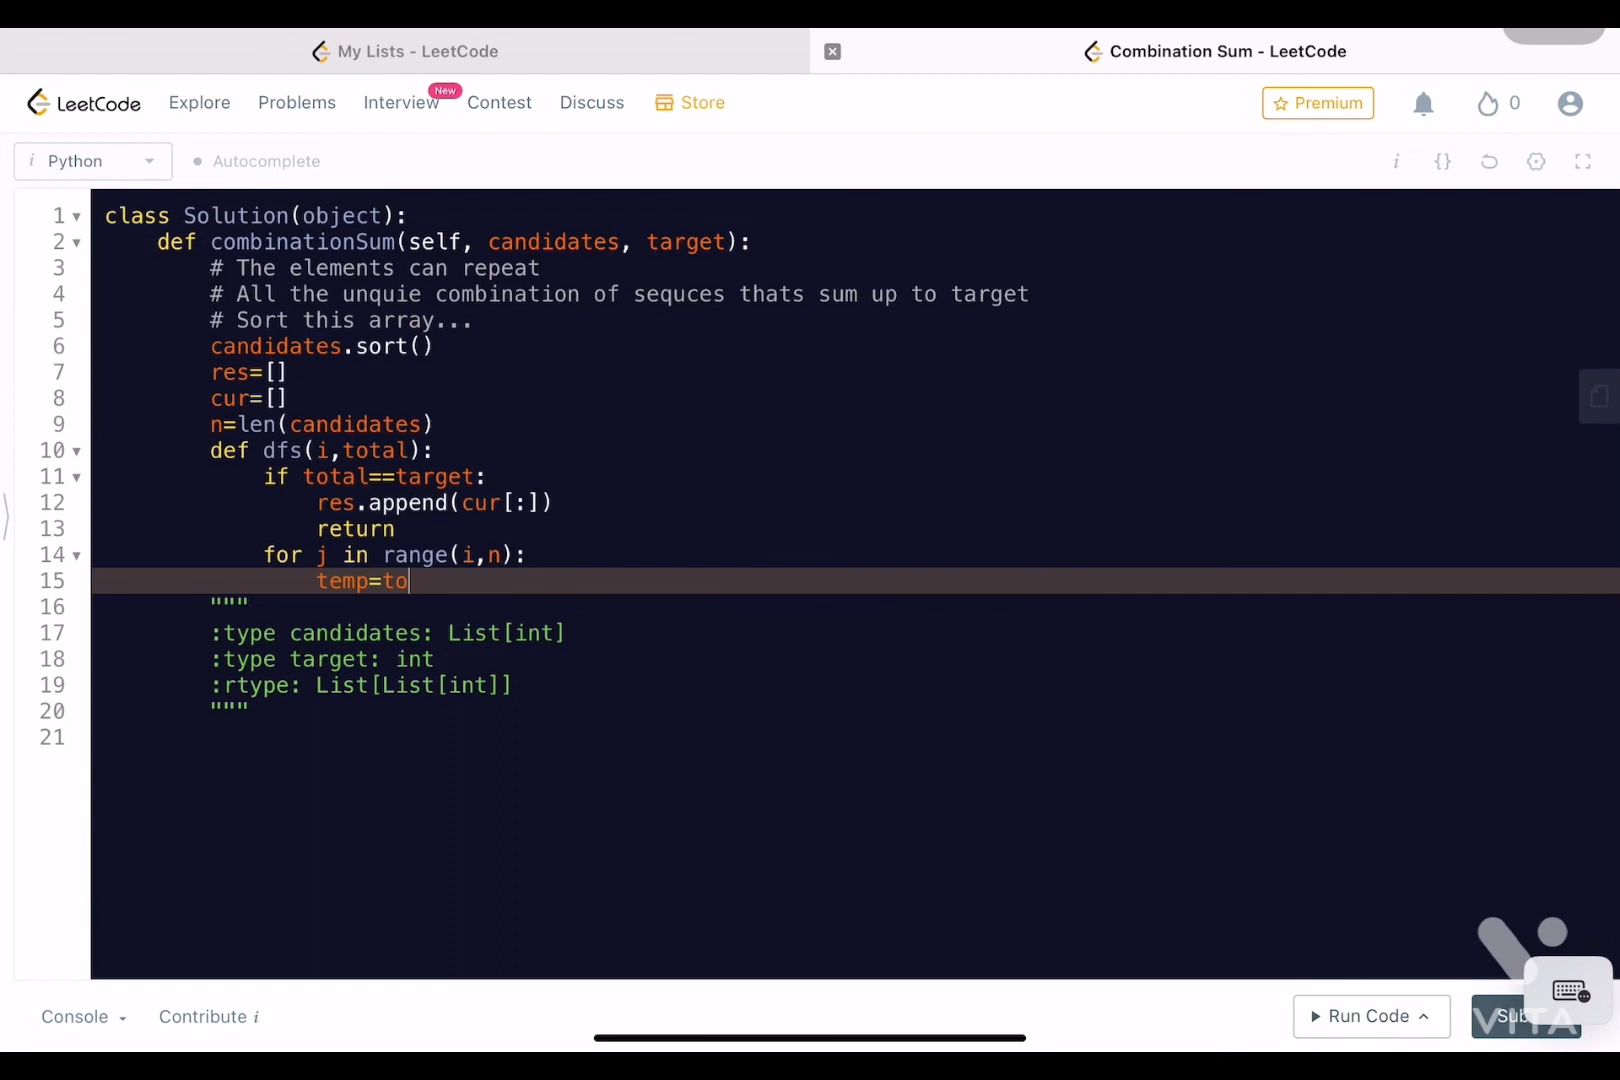 My Lists - LeetCode
Combination Sum - LeetCode
LeetCode Explore Problems Interview New Contest Discuss Store Premium 0
i Python Autocomplete i {}
1 class Solution(object):
2 def combinationSum(self, candidates, target):
3 # The elements can repeat
4 # All the unquie combination of sequces thats sum up to target
5 # Sort this array...
6 candidates.sort()
7 res=[]
8 cur=[]
9 n=len(candidates)
10 def dfs(i,total):
11 if total==target:
12 res.append(cur[:])
13 return
14 for j in range(i,n):
15 temp=to
16 """
17 :type candidates: List[int]
18 :type target: int
19 :rtype: List[List[int]]
20 """
21
Console Contribute i Run Code Sub
VITA